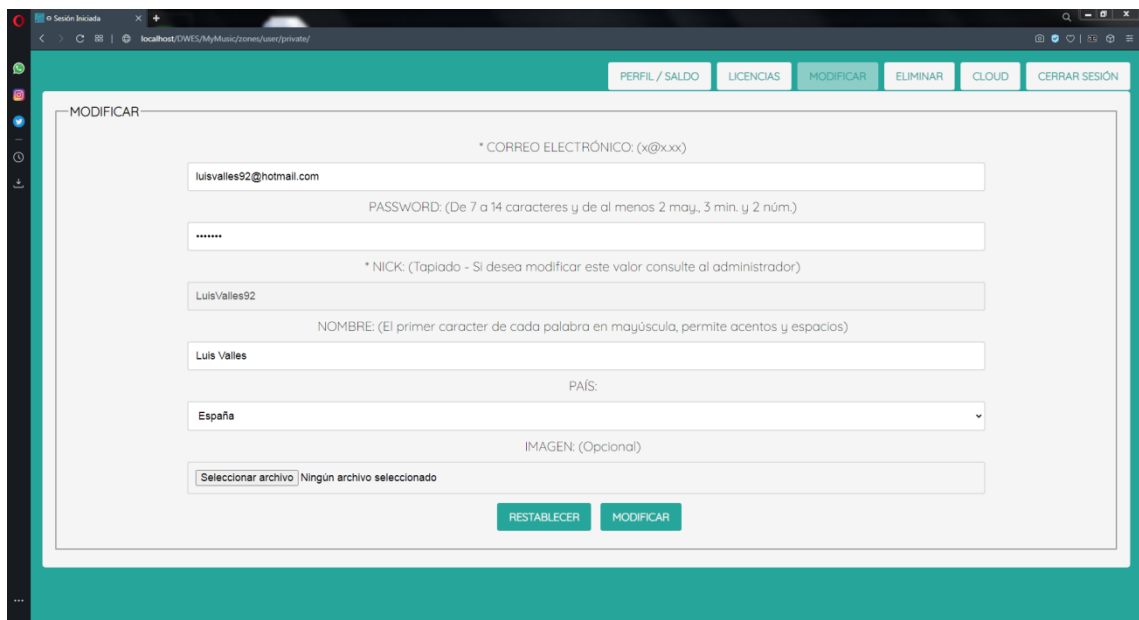 Sesión Iniciada
localhost/DWES/MyMusic/zones/user/private/
PERFIL / SALDO
LICENCIAS
MODIFICAR
ELIMINAR
CLOUD
CERRAR SESIÓN
MODIFICAR
* CORREO ELECTRÓNICO: (x@x.xx)
luisvalles92@hotmail.com
PASSWORD: (De 7 a 14 caracteres y de al menos 2 may., 3 min. y 2 núm.)
•••••••
* NICK: (Tapiado - Si desea modificar este valor consulte al administrador)
LuisValles92
NOMBRE: (El primer caracter de cada palabra en mayúscula, permite acentos y espacios)
Luis Valles
PAÍS:
España
IMAGEN: (Opcional)
Seleccionar archivo Ningún archivo seleccionado
RESTABLECER
MODIFICAR